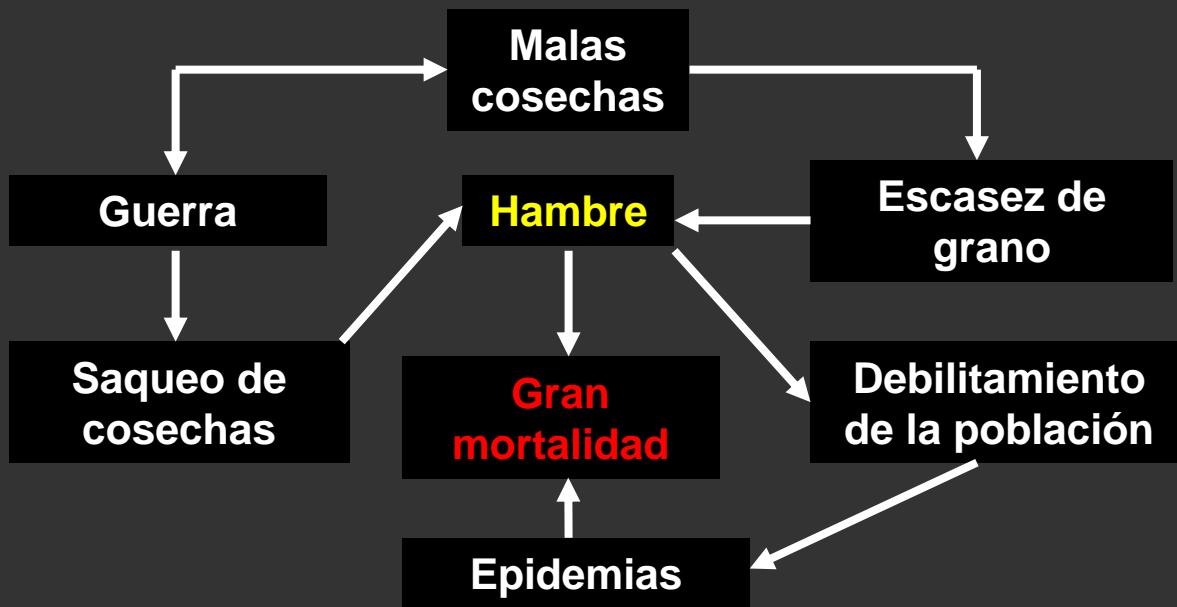 Malas
cosechas
Guerra
Hambre
Escasez de
grano
Saqueo de
cosechas
Gran
mortalidad
Debilitamiento
de la población
Epidemias